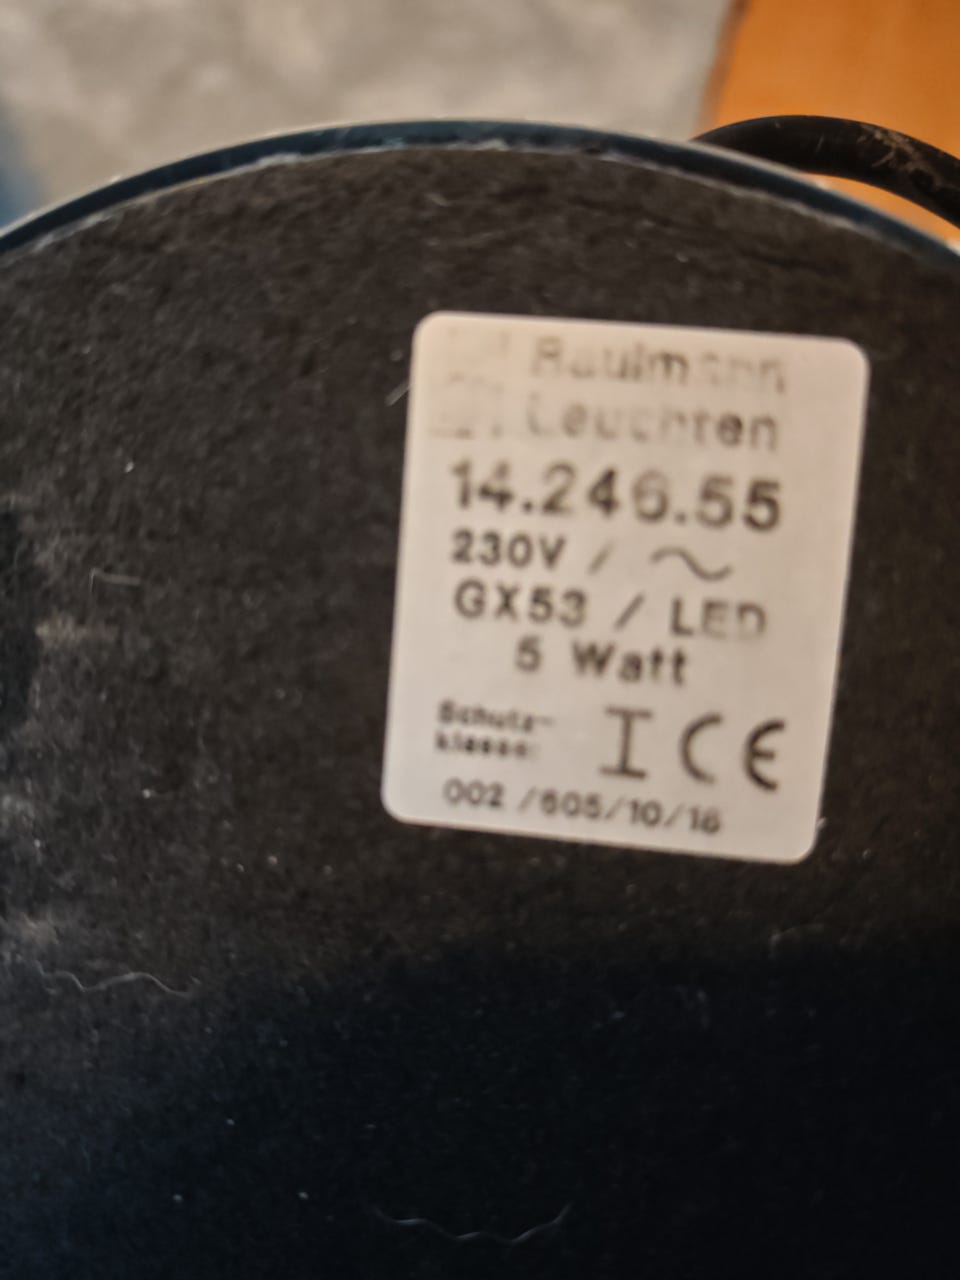 Baulmann
Leuchten
14.246.55
230V / ~
GX53 / LED
5 Watt
Schutz-
klasse: I CE
002 /605/10/16